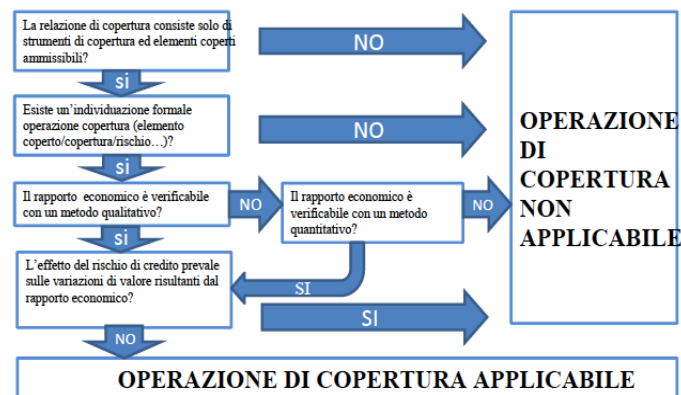 La relazione di copertura consiste solo di
strumenti di copertura ed elementi coperti
ammissibili?
NO
si
Esiste un'individuazione formale
operazione copertura (elemento
coperto/copertura/rischio…)?
NO
si
Il rapporto economico è verificabile
con un metodo qualitativo?
NO
Il rapporto economico è
verificabile con un metodo
quantitativo?
NO
si
SI
L'effetto del rischio di credito prevale
sulle variazioni di valore risultanti dal
rapporto economico?
SI
NO
OPERAZIONE
DI
COPERTURA
NON
APPLICABILE
OPERAZIONE DI COPERTURA APPLICABILE